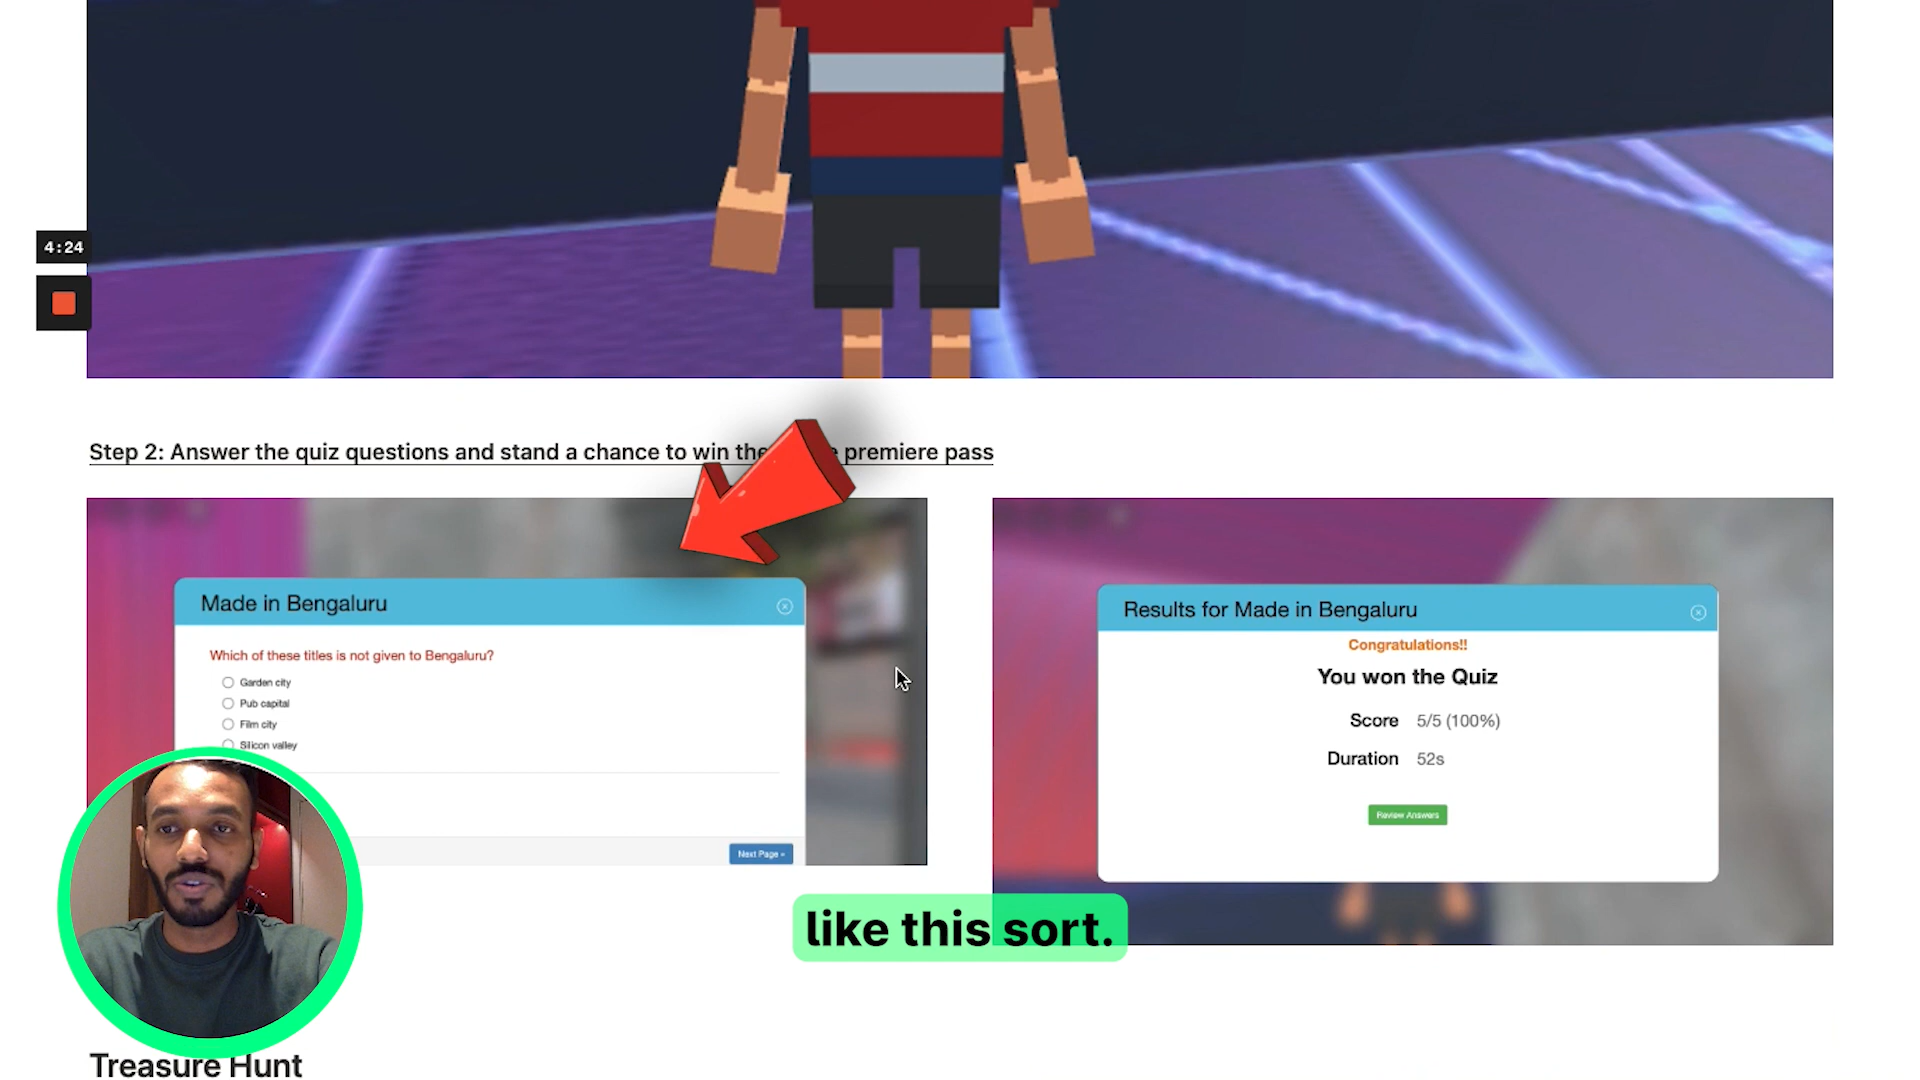 4:24
Step 2: Answer the quiz questions and stand a chance to win the premiere pass
Made in Bengaluru
Which of these titles is not given to Bengaluru?
Garden city
Pub capital
Film city
Silicon valley
Next Page »
Results for Made in Bengaluru
Congratulations!!
You won the Quiz
Score 5/5 (100%)
Duration 52s
Review Answers
like this sort.
Treasure Hunt